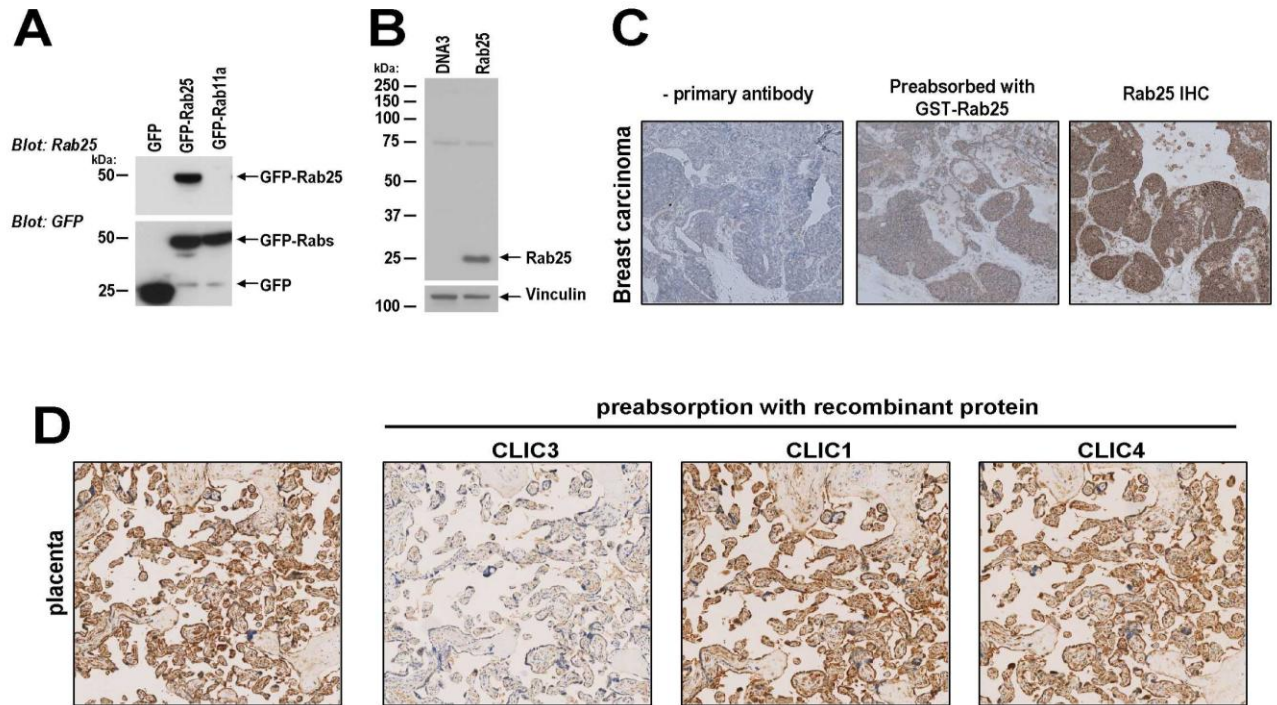 A
GFP
GFP-Rab25
GFP-Rab11a
Blot: Rab25
kDa:
50
GFP-Rab25
Blot: GFP
50
GFP-Rabs
25
GFP
B
DNA3
Rab25
kDa:
250
150
100
75
50
37
25
Rab25
Vinculin
100
C
- primary antibody
Preabsorbed with
GST-Rab25
Rab25 IHC
Breast carcinoma
D
preabsorption with recombinant protein
CLIC3
CLIC1
CLIC4
placenta